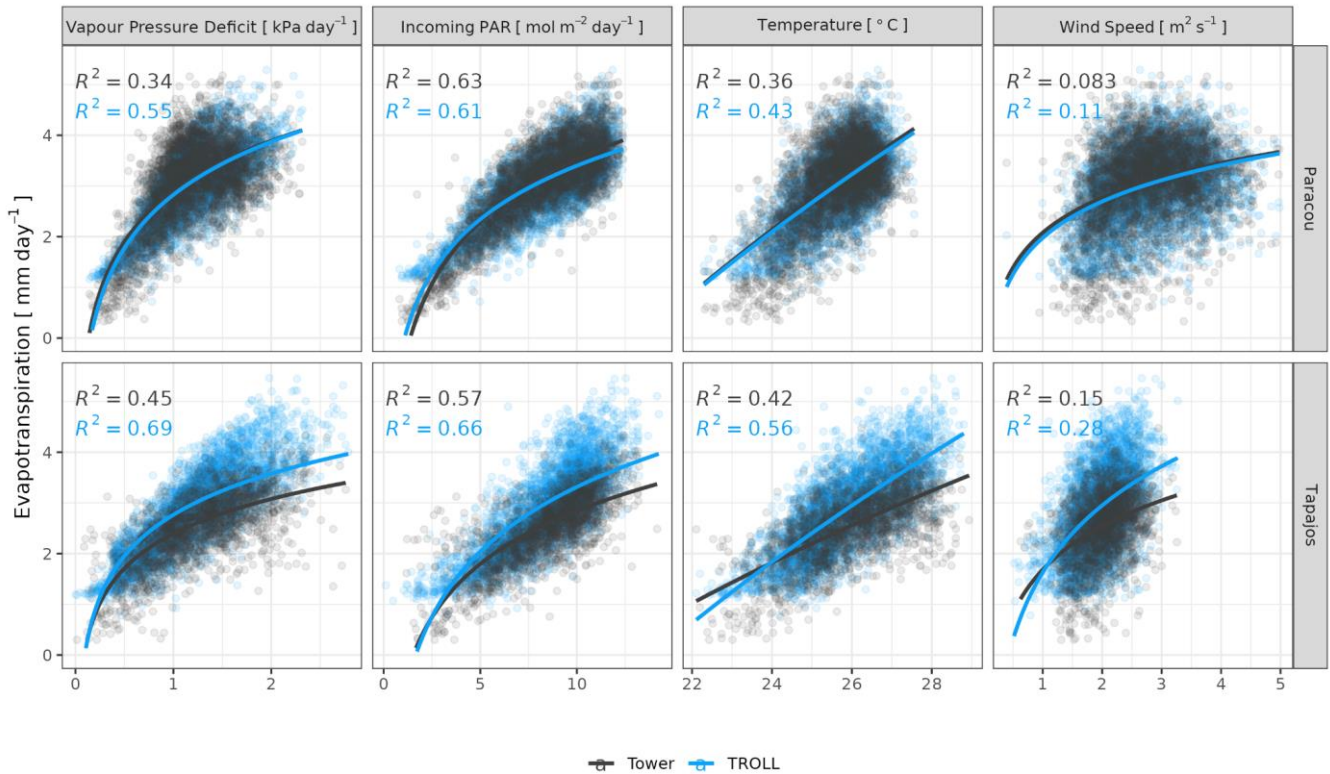 Vapour Pressure Deficit [ kPa day⁻¹ ]
Incoming PAR [ mol m⁻² day⁻¹ ]
Temperature [ ° C ]
Wind Speed [ m² s⁻¹ ]
Evapotranspiration [ mm day⁻¹ ]
Paracou
4
2
0
R² = 0.34
R² = 0.55
R² = 0.63
R² = 0.61
R² = 0.36
R² = 0.43
R² = 0.083
R² = 0.11
Tapajos
4
2
0
R² = 0.45
R² = 0.69
R² = 0.57
R² = 0.66
R² = 0.42
R² = 0.56
R² = 0.15
R² = 0.28
0 1 2
0 5 10
22 24 26 28
1 2 3 4 5
a Tower a TROLL